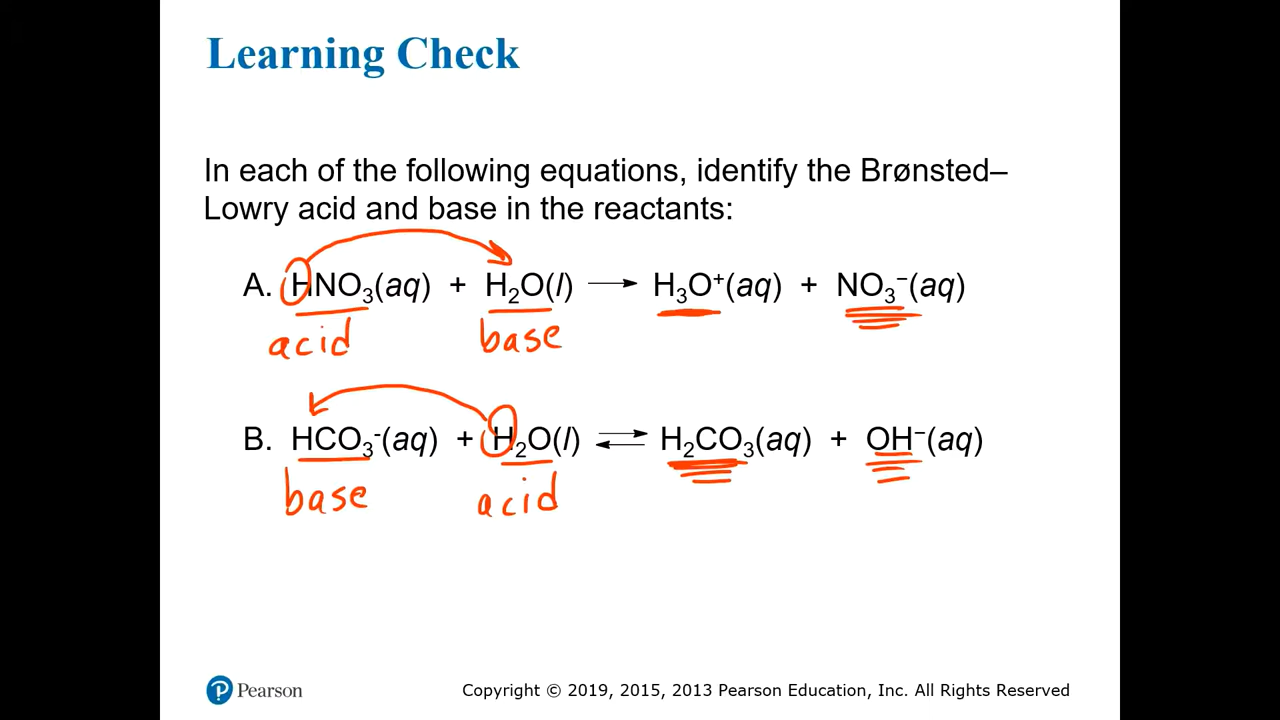 Learning Check
In each of the following equations, identify the Brønsted–
Lowry acid and base in the reactants:
A. HNO₃(aq) + H₂O(l) ⟶ H₃O⁺(aq) + NO₃⁻(aq)
acid base
B. HCO₃⁻(aq) + H₂O(l) ⇌ H₂CO₃(aq) + OH⁻(aq)
base acid
Pearson
Copyright © 2019, 2015, 2013 Pearson Education, Inc. All Rights Reserved